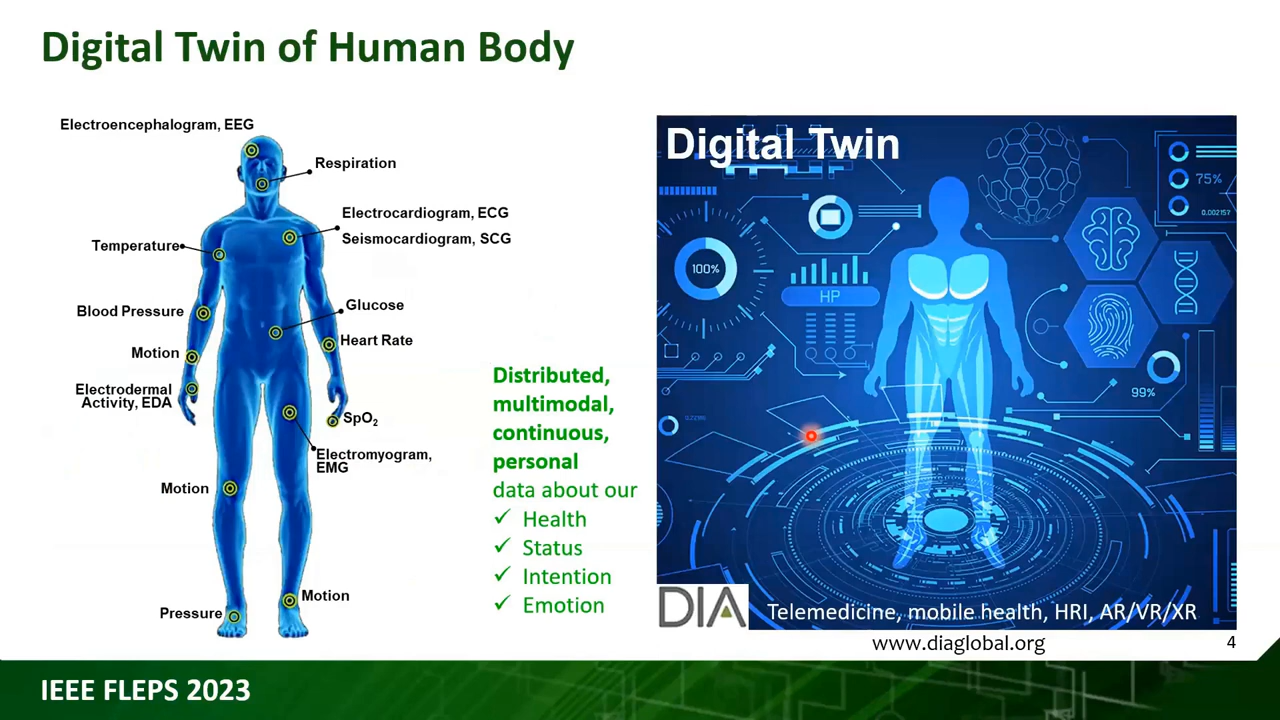 Digital Twin of Human Body
Electroencephalogram, EEG
Respiration
Electrocardiogram, ECG
Seismocardiogram, SCG
Temperature
Blood Pressure
Glucose
Motion
Heart Rate
Electrodermal
Activity, EDA
SpO₂
Electromyogram,
EMG
Motion
Motion
Pressure
Distributed,
multimodal,
continuous,
personal
data about our
✓ Health
✓ Status
✓ Intention
✓ Emotion
Digital Twin
75%
0.002157
100%
HP
99%
DIA
Telemedicine, mobile health, HRI, AR/VR/XR
www.diaglobal.org
4
IEEE FLEPS 2023